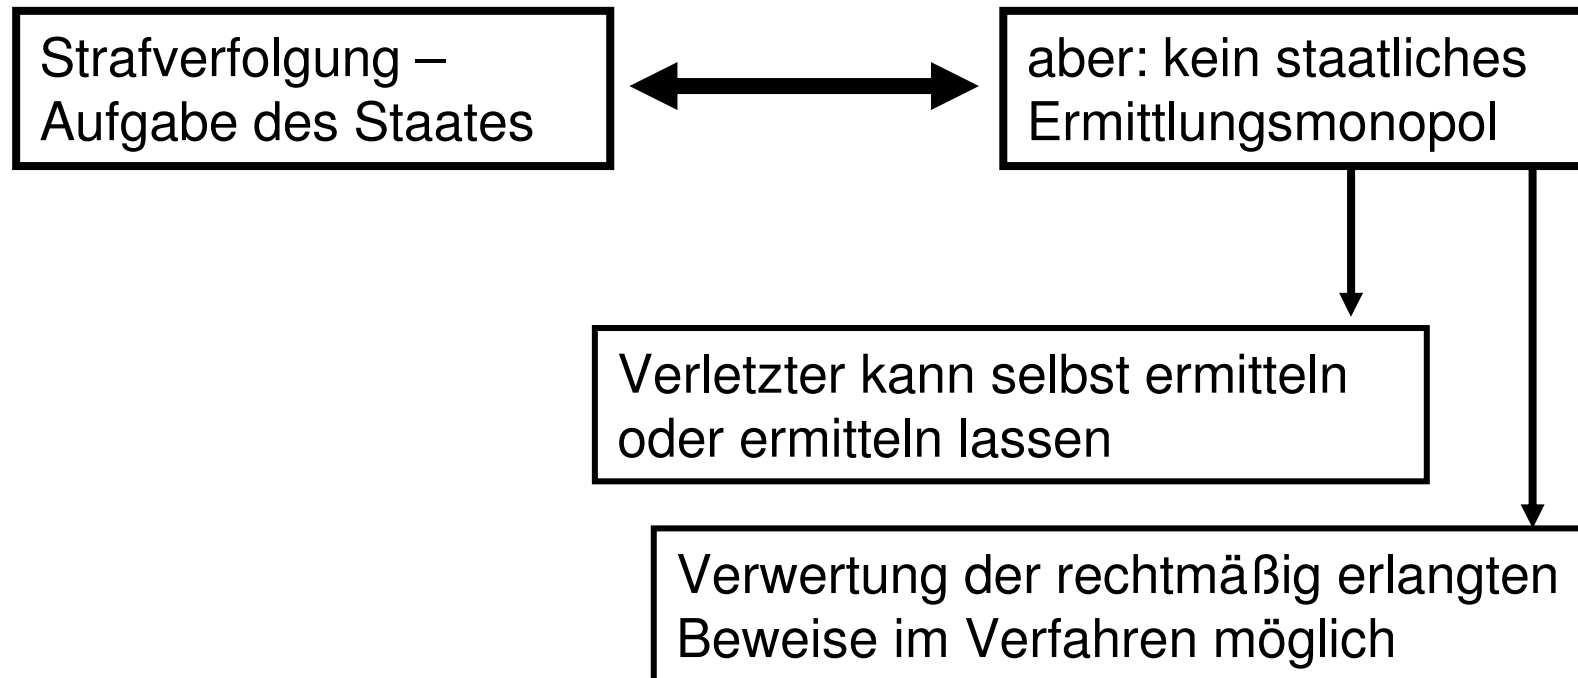 Strafverfolgung –
Aufgabe des Staates
aber: kein staatliches
Ermittlungsmonopol
Verletzter kann selbst ermitteln
oder ermitteln lassen
Verwertung der rechtmäßig erlangten
Beweise im Verfahren möglich